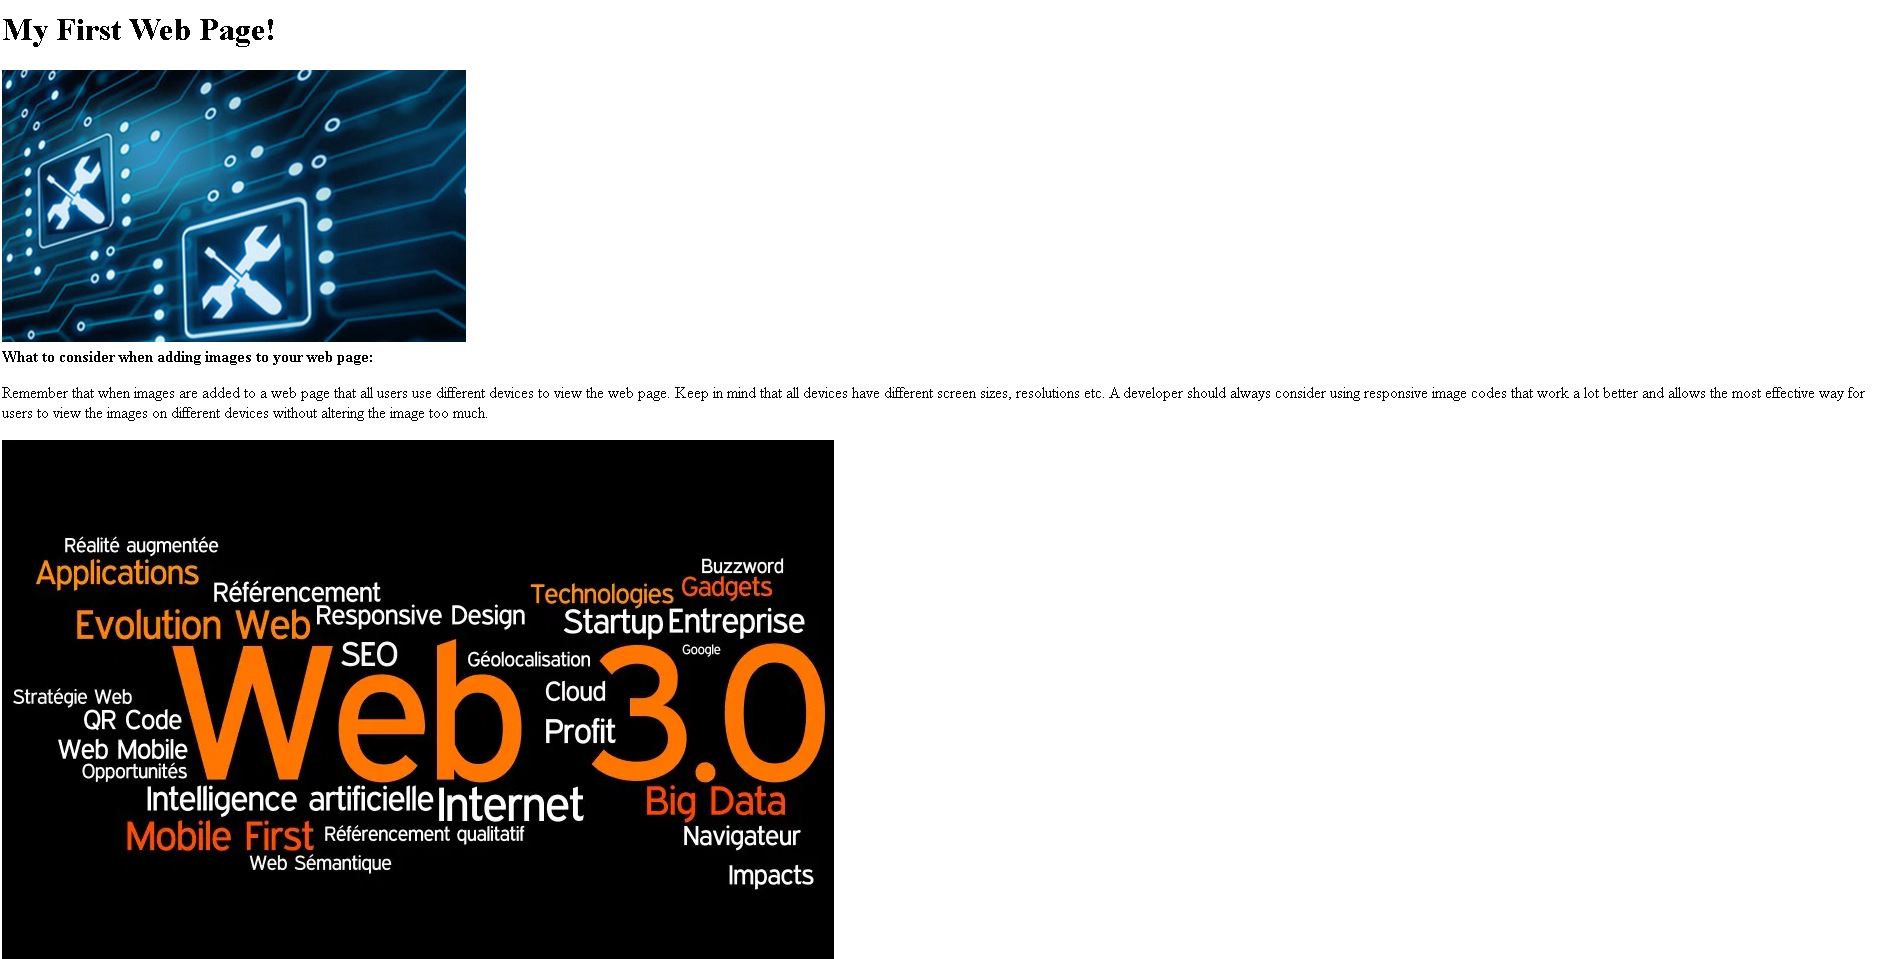 My First Web Page!
What to consider when adding images to your web page:
Remember that when images are added to a web page that all users use different devices to view the web page. Keep in mind that all devices have different screen sizes, resolutions etc. A developer should always consider using responsive image codes that work a lot better and allows the most effective way for
users to view the images on different devices without altering the image too much.
Réalité augmentée
Applications
Buzzword
Référencement
Technologies
Gadgets
Evolution Web
Responsive Design
Startup
Entreprise
SEO
Géolocalisation
Google
Web 3.0
Cloud
Stratégie Web
QR Code
Profit
Web Mobile
Opportunités
Intelligence artificielle
Internet
Big Data
Mobile First
Référencement qualitatif
Navigateur
Web Sémantique
Impacts